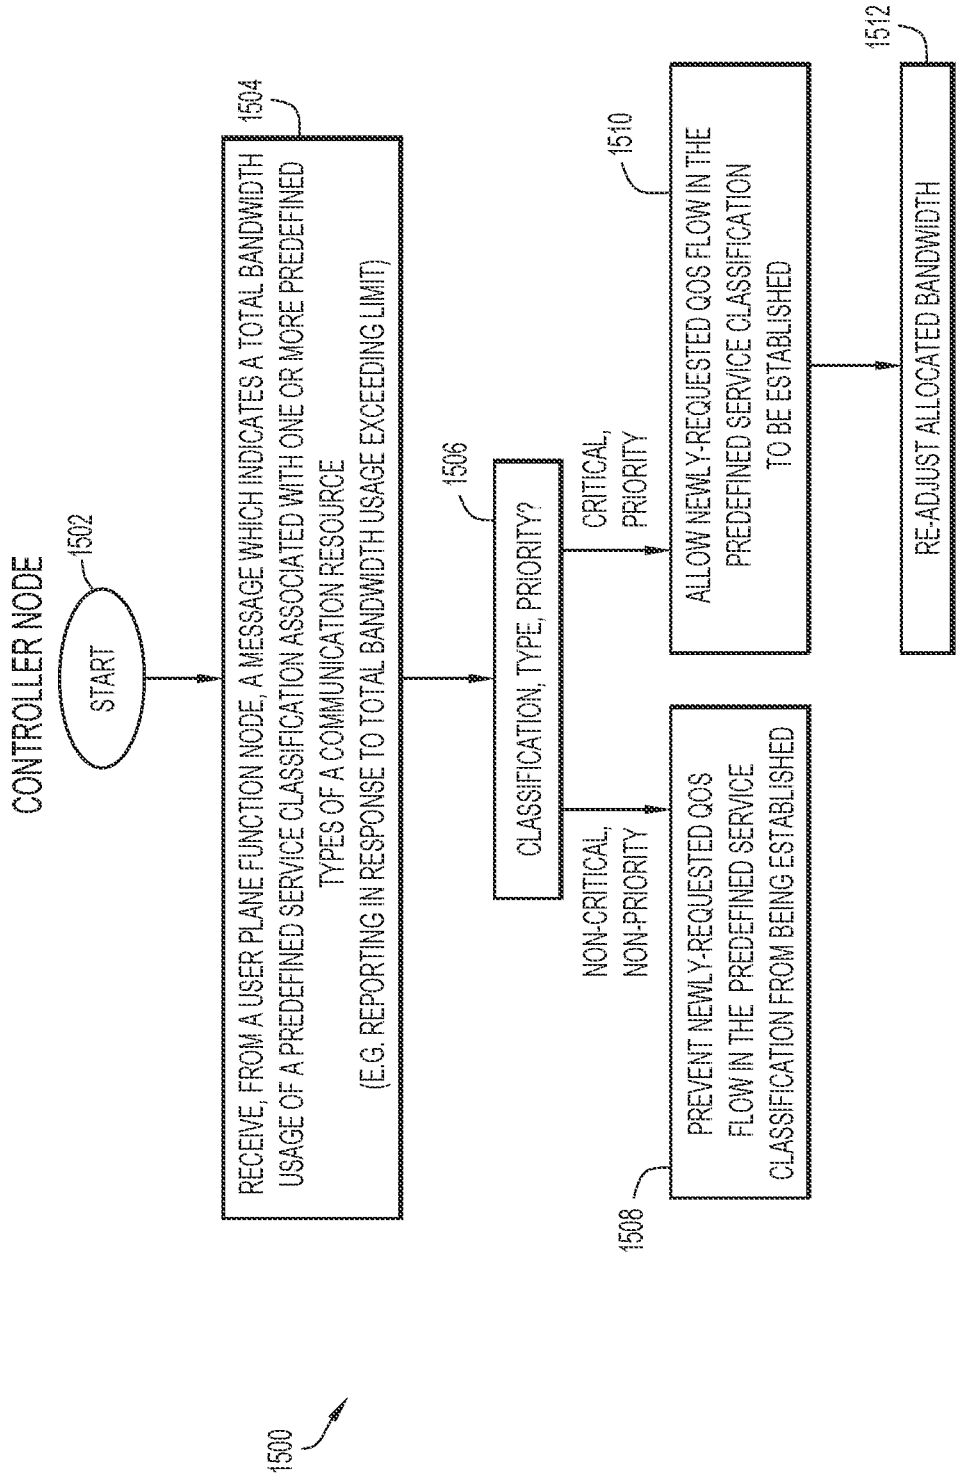 CONTROLLER NODE
START
1502
1504
RECEIVE, FROM A USER PLANE FUNCTION NODE, A MESSAGE WHICH INDICATES A TOTAL BANDWIDTH
USAGE OF A PREDEFINED SERVICE CLASSIFICATION ASSOCIATED WITH ONE OR MORE PREDEFINED
TYPES OF A COMMUNICATION RESOURCE
(E.G. REPORTING IN RESPONSE TO TOTAL BANDWIDTH USAGE EXCEEDING LIMIT)
1506
CLASSIFICATION, TYPE, PRIORITY?
NON-CRITICAL,
NON-PRIORITY
CRITICAL,
PRIORITY
1508
PREVENT NEWLY-REQUESTED QOS
FLOW IN THE PREDEFINED SERVICE
CLASSIFICATION FROM BEING ESTABLISHED
1510
ALLOW NEWLY-REQUESTED QOS FLOW IN THE
PREDEFINED SERVICE CLASSIFICATION
TO BE ESTABLISHED
1512
RE-ADJUST ALLOCATED BANDWIDTH
1500